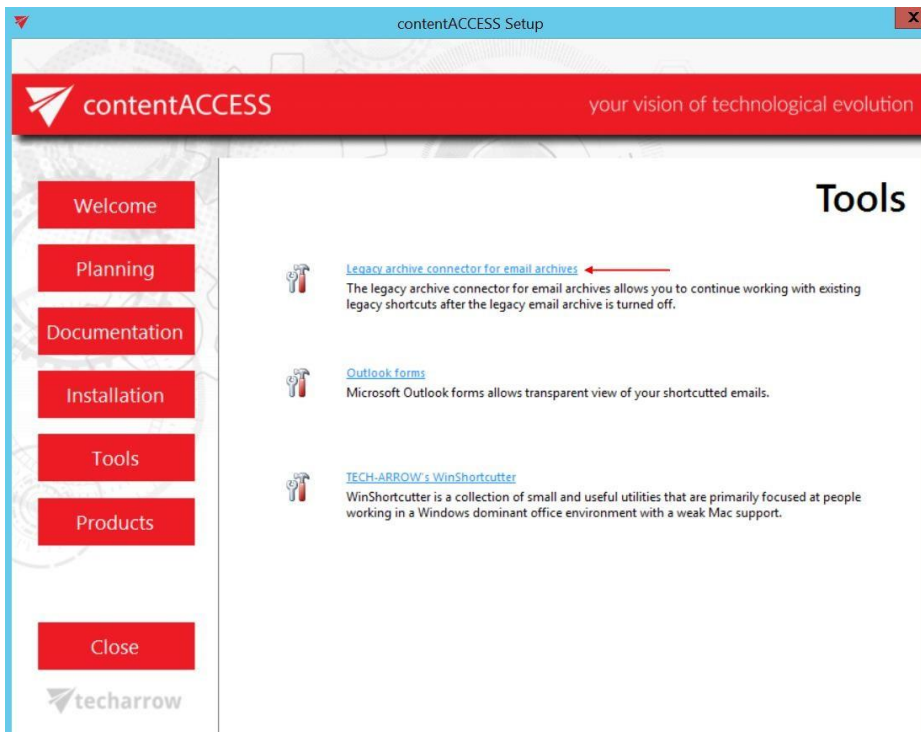 contentACCESS Setup
X
contentACCESS
your vision of technological evolution
Welcome
Planning
Documentation
Installation
Tools
Products
Close
techarrow
Tools
Legacy archive connector for email archives
The legacy archive connector for email archives allows you to continue working with existing
legacy shortcuts after the legacy email archive is turned off.
Outlook forms
Microsoft Outlook forms allows transparent view of your shortcutted emails.
TECH-ARROW's WinShortcutter
WinShortcutter is a collection of small and useful utilities that are primarily focused at people
working in a Windows dominant office environment with a weak Mac support.